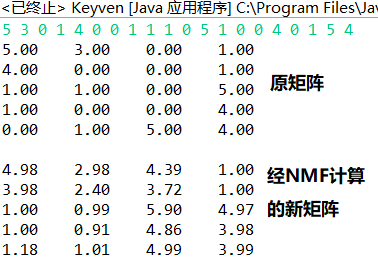 <已终止> Keyven [Java 应用程序] C:\Program Files\Jav
5 3 0 1 4 0 0 1 1 1 0 5 1 0 0 4 0 1 5 4
5.00 3.00 0.00 1.00
4.00 0.00 0.00 1.00
1.00 1.00 0.00 5.00
1.00 0.00 0.00 4.00
0.00 1.00 5.00 4.00
原矩阵
4.98 2.98 4.39 1.00
3.98 2.40 3.72 1.00
1.00 0.99 5.90 4.97
1.00 0.91 4.86 3.98
1.18 1.01 4.99 3.99
经NMF计算
的新矩阵